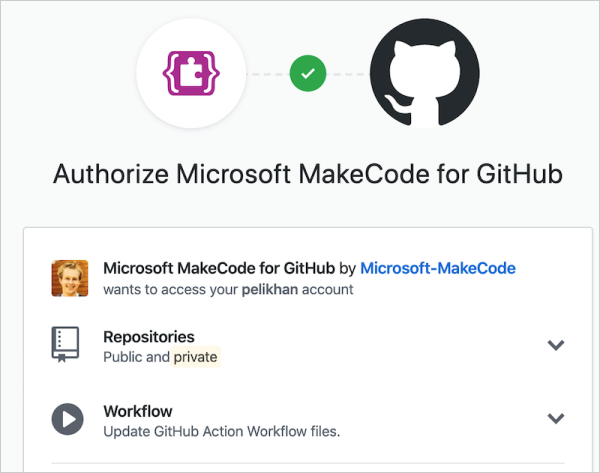 Authorize Microsoft MakeCode for GitHub
Microsoft MakeCode for GitHub by Microsoft-MakeCode
wants to access your pelikhan account
Repositories
Public and private
Workflow
Update GitHub Action Workflow files.